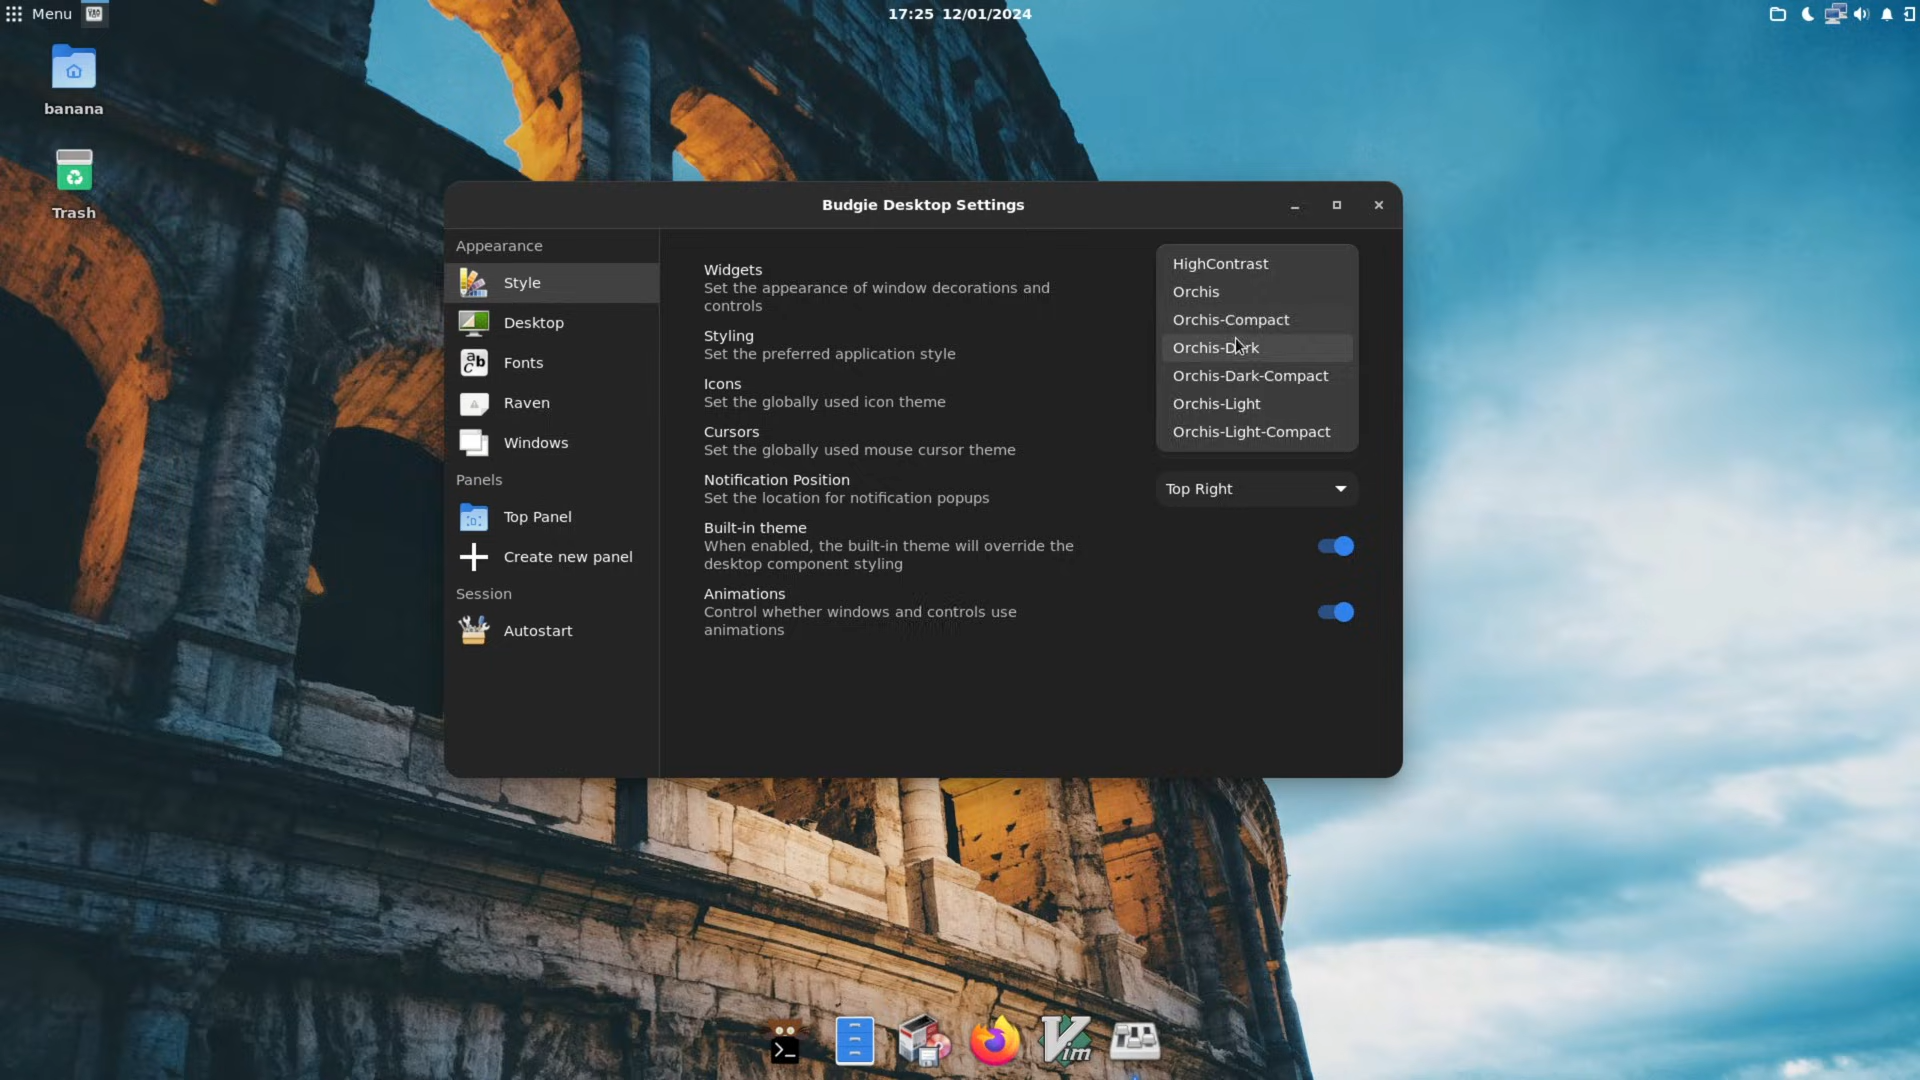 Menu
17:25 12/01/2024
banana
Trash
Budgie Desktop Settings
Appearance
Style
Desktop
Fonts
Raven
Windows
Panels
Top Panel
Create new panel
Session
Autostart
Widgets
Set the appearance of window decorations and
controls
Styling
Set the preferred application style
Icons
Set the globally used icon theme
Cursors
Set the globally used mouse cursor theme
Notification Position
Set the location for notification popups
Built-in theme
When enabled, the built-in theme will override the
desktop component styling
Animations
Control whether windows and controls use
animations
HighContrast
Orchis
Orchis-Compact
Orchis-Dark
Orchis-Dark-Compact
Orchis-Light
Orchis-Light-Compact
Top Right
Vim